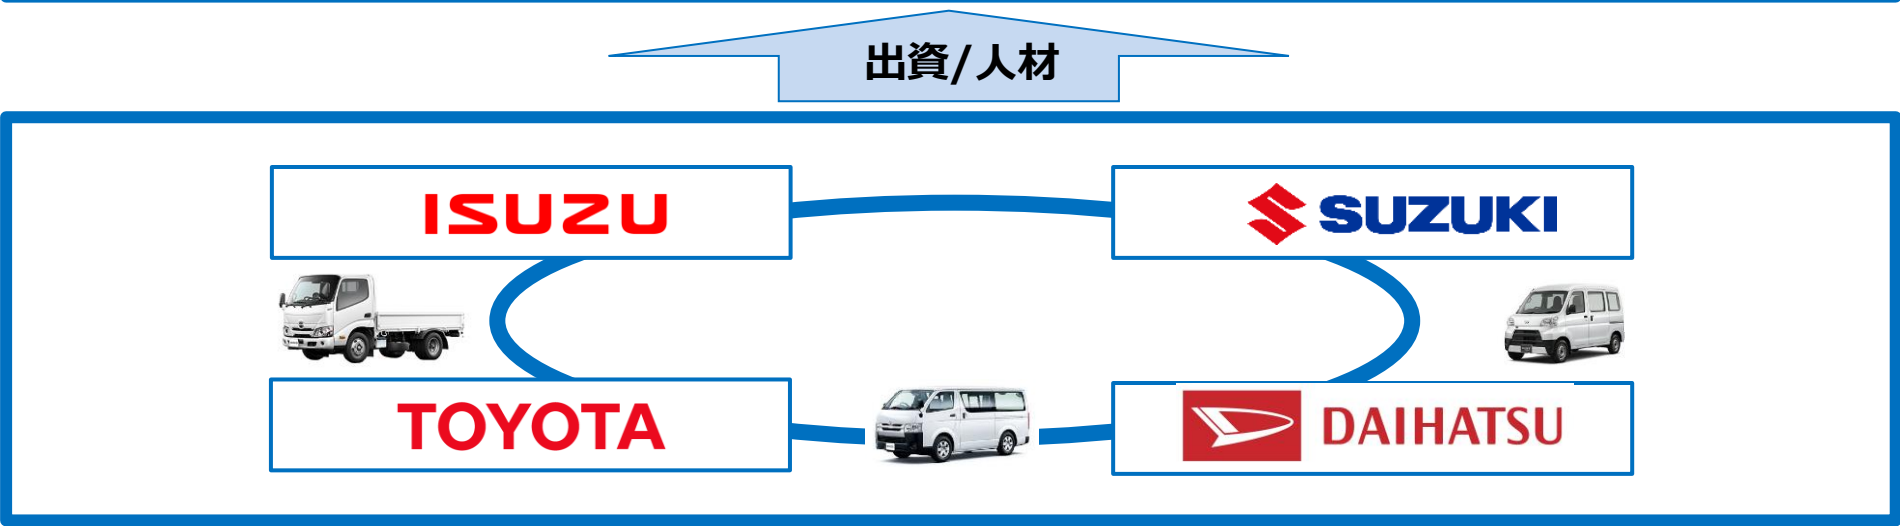 出資/人材
ISUZU
SUZUKI
TOYOTA
DAIHATSU